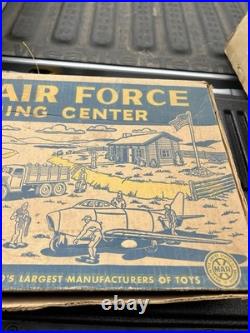 AIR FORCE
ING CENTER
MAR
'S LARGEST MANUFACTURERS OF TOYS